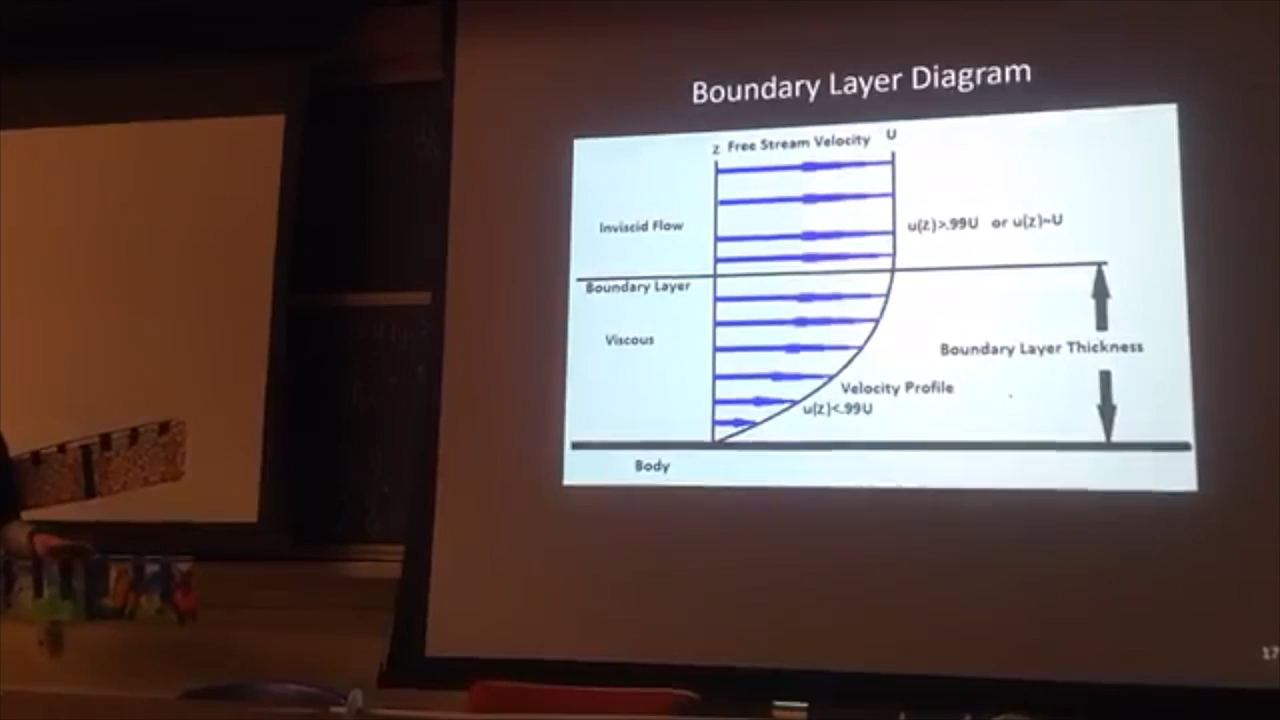 Boundary Layer Diagram
z Free Stream Velocity U
Inviscid Flow
u(z)>.99U or u(z)~U
Boundary Layer
Viscous
Boundary Layer Thickness
Velocity Profile
u(z)<.99U
Body
17